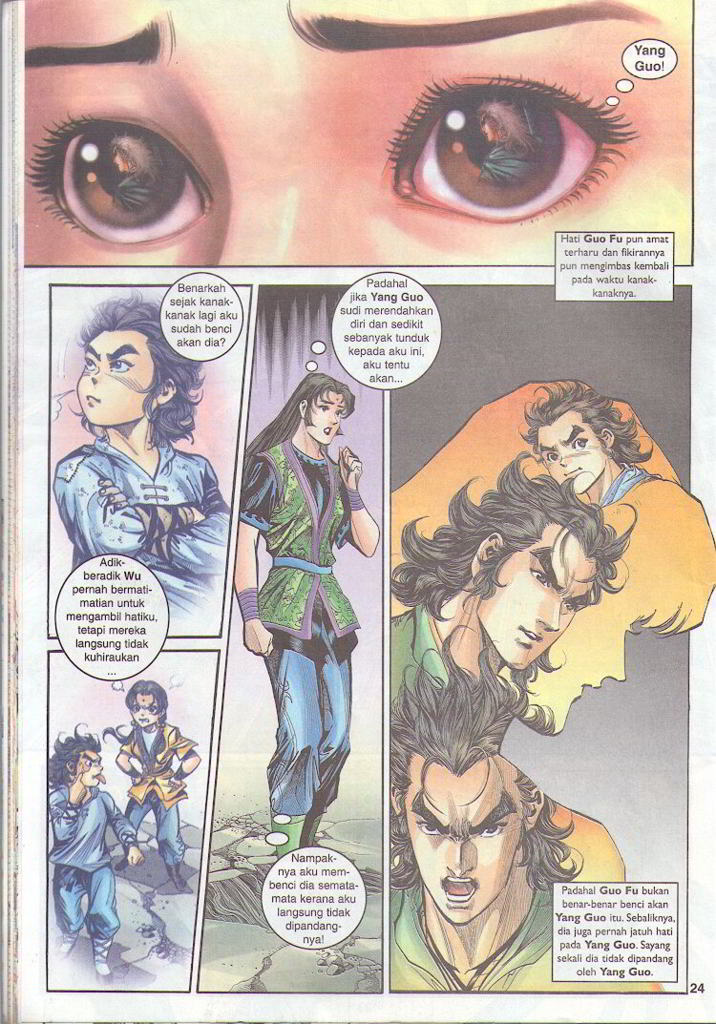 Yang
Guo!
Hati Guo Fu pun amat
terharu dan fikirannya
pun mengimbas kembali
pada waktu kanak-
kanaknya.
Benarkah
sejak kanak-
kanak lagi aku
sudah benci
akan dia?
Padahal
jika Yang Guo
sudi merendahkan
diri dan sedikit
sebanyak tunduk
kepada aku ini,
aku tentu
akan...
Adik-
beradik Wu
pernah bermati-
matian untuk
mengambil hatiku,
tetapi mereka
langsung tidak
kuhiraukan
...
Nampak-
nya aku mem-
benci dia semata-
mata kerana aku
langsung tidak
dipandang-
nya!
Padahal Guo Fu bukan
benar-benar benci akan
Yang Guo itu. Sebaliknya,
dia juga pernah jatuh hati
pada Yang Guo. Sayang
sekali dia tidak dipandang
oleh Yang Guo.
24